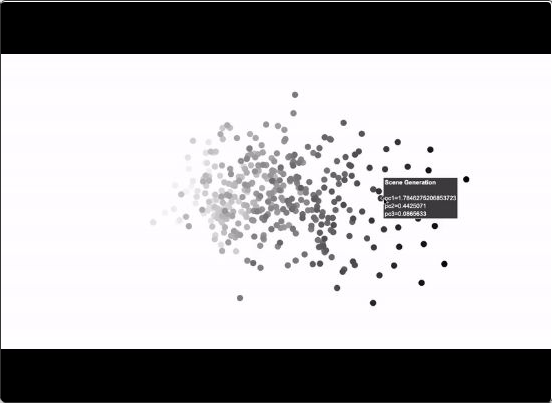 Scene Generation
pc1=1.7846275206853723
pc2=0.4425071
pc3=0.0865633